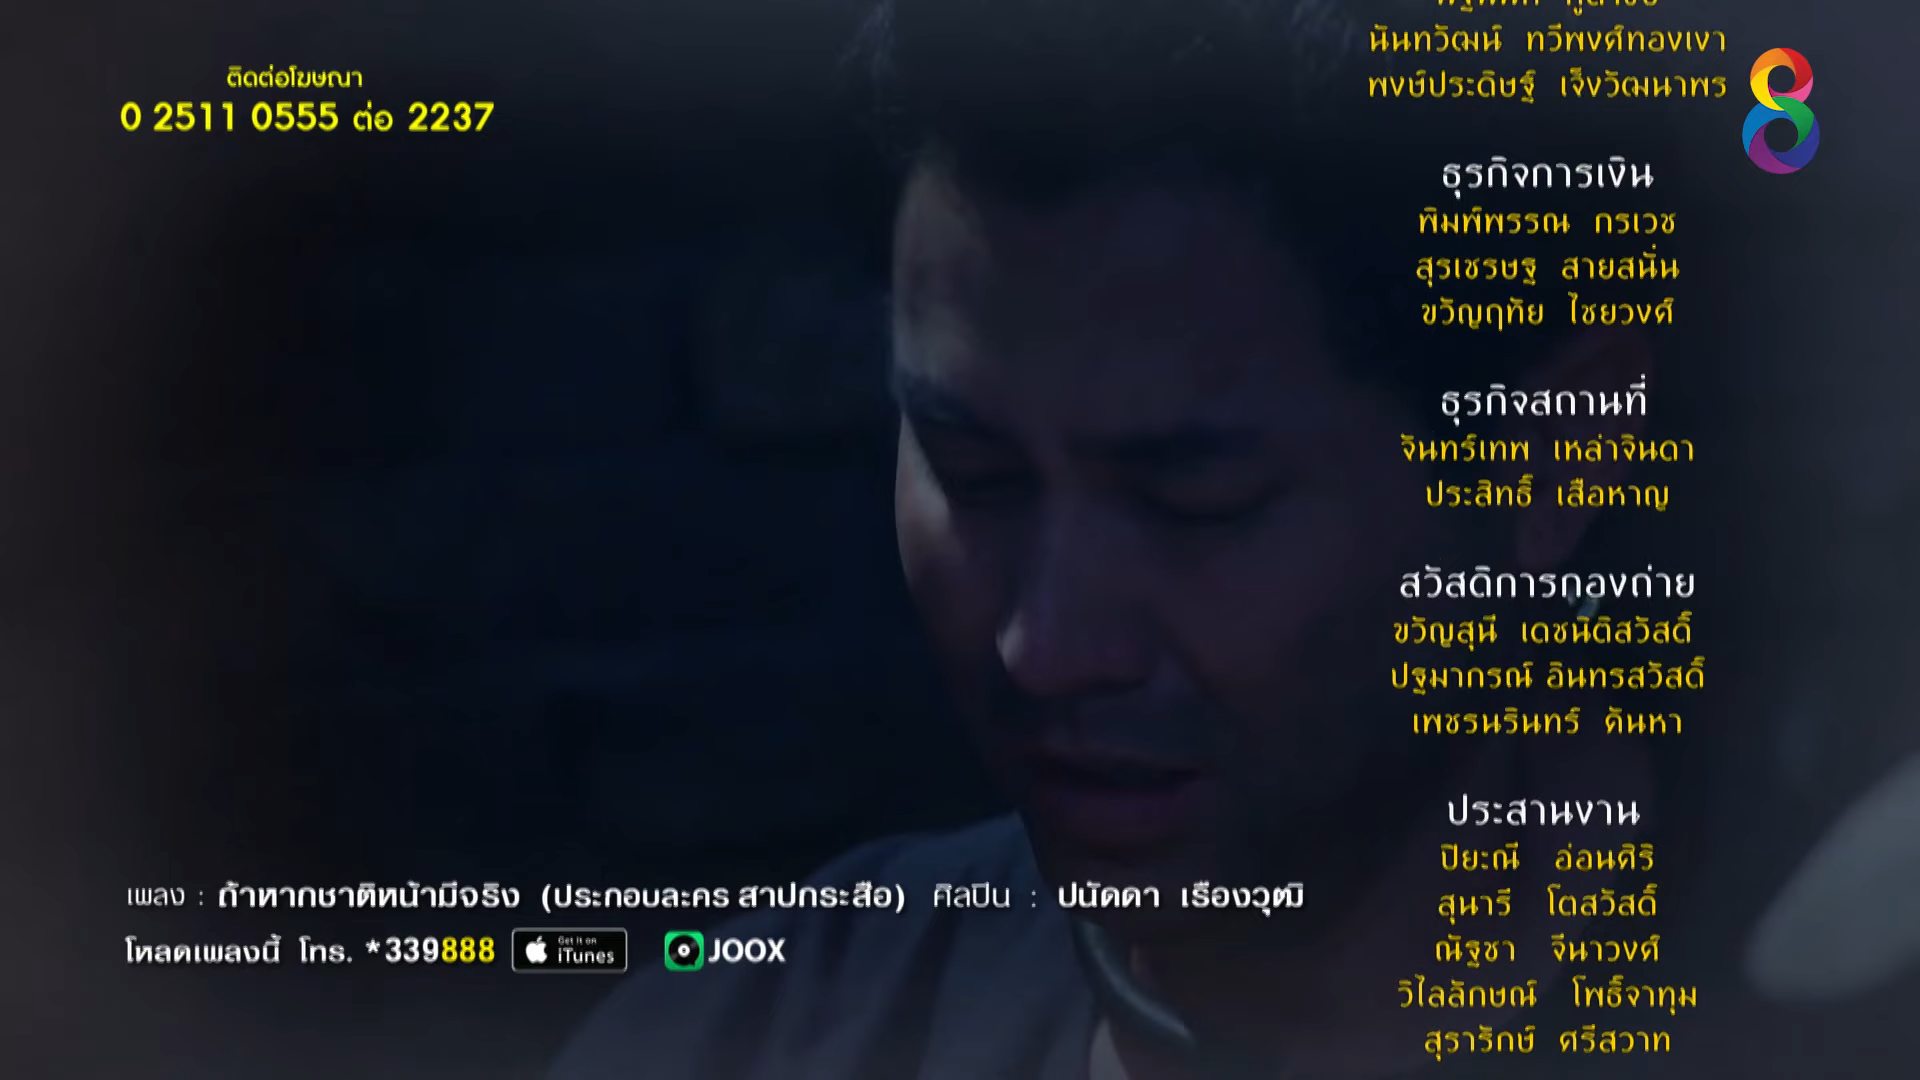 ติดต่อโฆษณา
0 2511 0555 ต่อ 2237
นันทวัฒน์ ทวีพงศ์ทองเงา
พงษ์ประดิษฐ์ เจ็งวัฒนาพร
ธุรกิจการเงิน
พิมพ์พรรณ กรเวช
สุรเชรษฐ สายสนั่น
ขวัญฤทัย ไชยวงศ์
ธุรกิจสถานที่
จันทร์เทพ เหล่าจินดา
ประสิทธิ์ เสือหาญ
สวัสดิการกองถ่าย
ขวัญสุนี เดชนิติสวัสดิ์
ปฐมาภรณ์ อินทรสวัสดิ์
เพชรนรินทร์ ดันหา
ประสานงาน
ปิยะณี อ่อนศิริ
สุนารี โตสวัสดิ์
ณัฐชา จีนาวงศ์
วิไลลักษณ์ โพธิ์จาทุม
สุรารักษ์ ศรีสวาท
เพลง : ถ้าหากชาติหน้ามีจริง (ประกอบละคร สาปกระสือ) ศิลปิน : ปนัดดา เรืองวุฒิ
โหลดเพลงนี้ โทร. *339888 Get it on iTunes JOOX